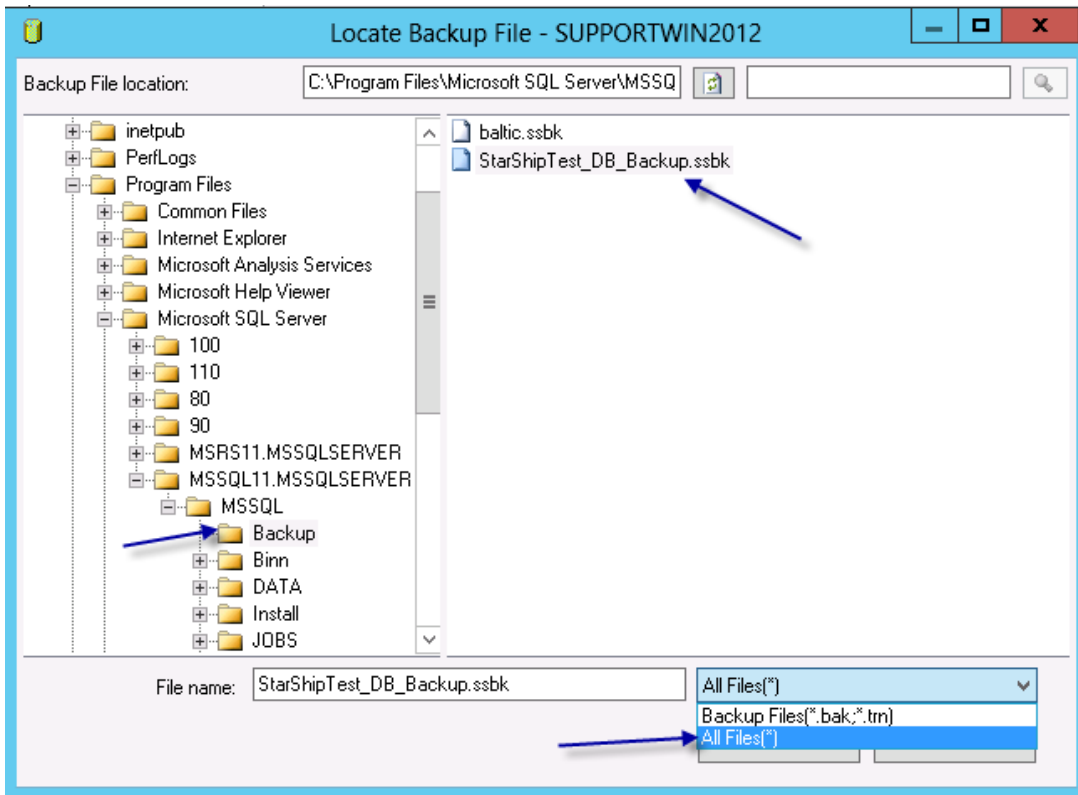 Locate Backup File - SUPPORTWIN2012
X
Backup File location:
C:\Program Files\Microsoft SQL Server\MSSQ
inetpub
PerfLogs
Program Files
Common Files
Internet Explorer
Microsoft Analysis Services
Microsoft Help Viewer
Microsoft SQL Server
100
110
80
90
MSRS11.MSSQLSERVER
MSSQL11.MSSQLSERVER
MSSQL
Backup
Binn
DATA
Install
JOBS
baltic.ssbk
StarShipTest_DB_Backup.ssbk
File name:
StarShipTest_DB_Backup.ssbk
All Files(*)
Backup Files(*.bak;*.trn)
All Files(*)